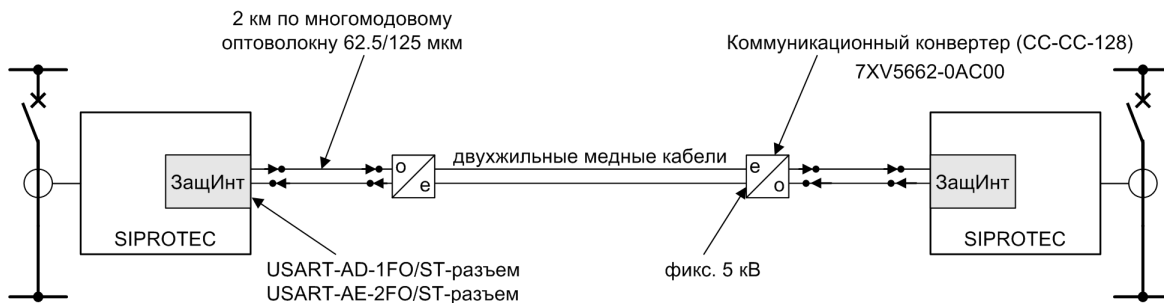 2 км по многомодовому
оптоволокну 62.5/125 мкм
Коммуникационный конвертер (CC-CC-128)
7XV5662-0AC00
двухжильные медные кабели
o
e
e
o
ЗащИнт
ЗащИнт
SIPROTEC
SIPROTEC
USART-AD-1FO/ST-разъем
USART-AE-2FO/ST-разъем
фикс. 5 кВ